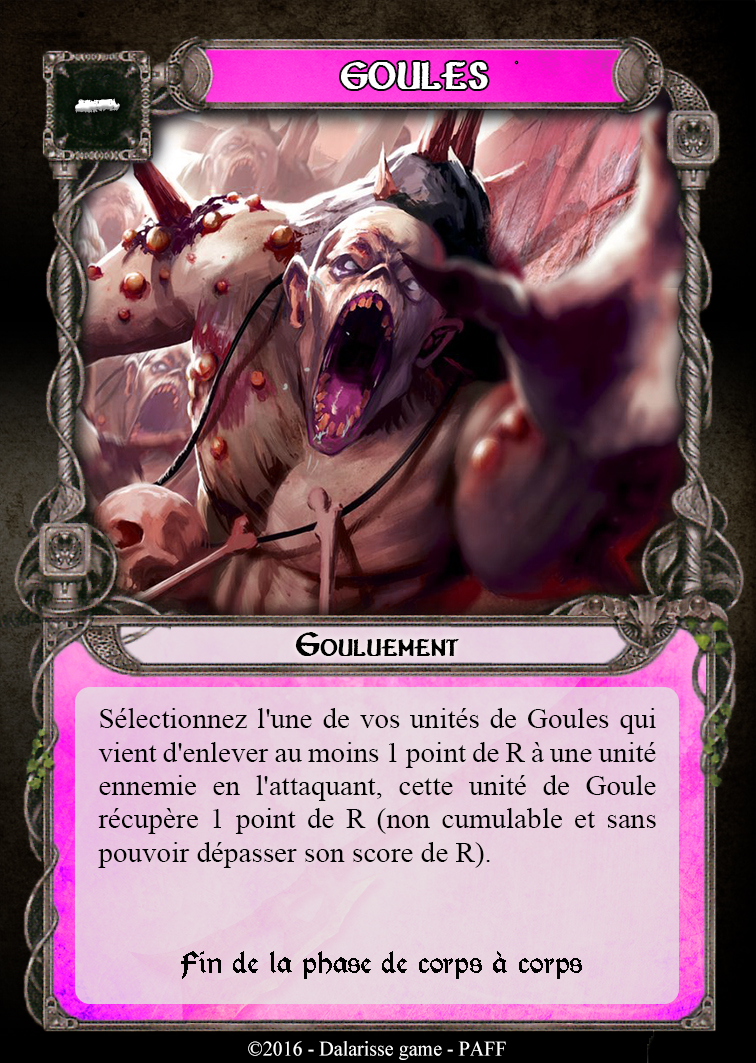 -
GOULES
Gouluement
Sélectionnez l'une de vos unités de Goules qui
vient d'enlever au moins 1 point de R à une unité
ennemie en l'attaquant, cette unité de Goule
récupère 1 point de R (non cumulable et sans
pouvoir dépasser son score de R).
Fin de la phase de corps à corps
©2016 - Dalarisse game - PAFF